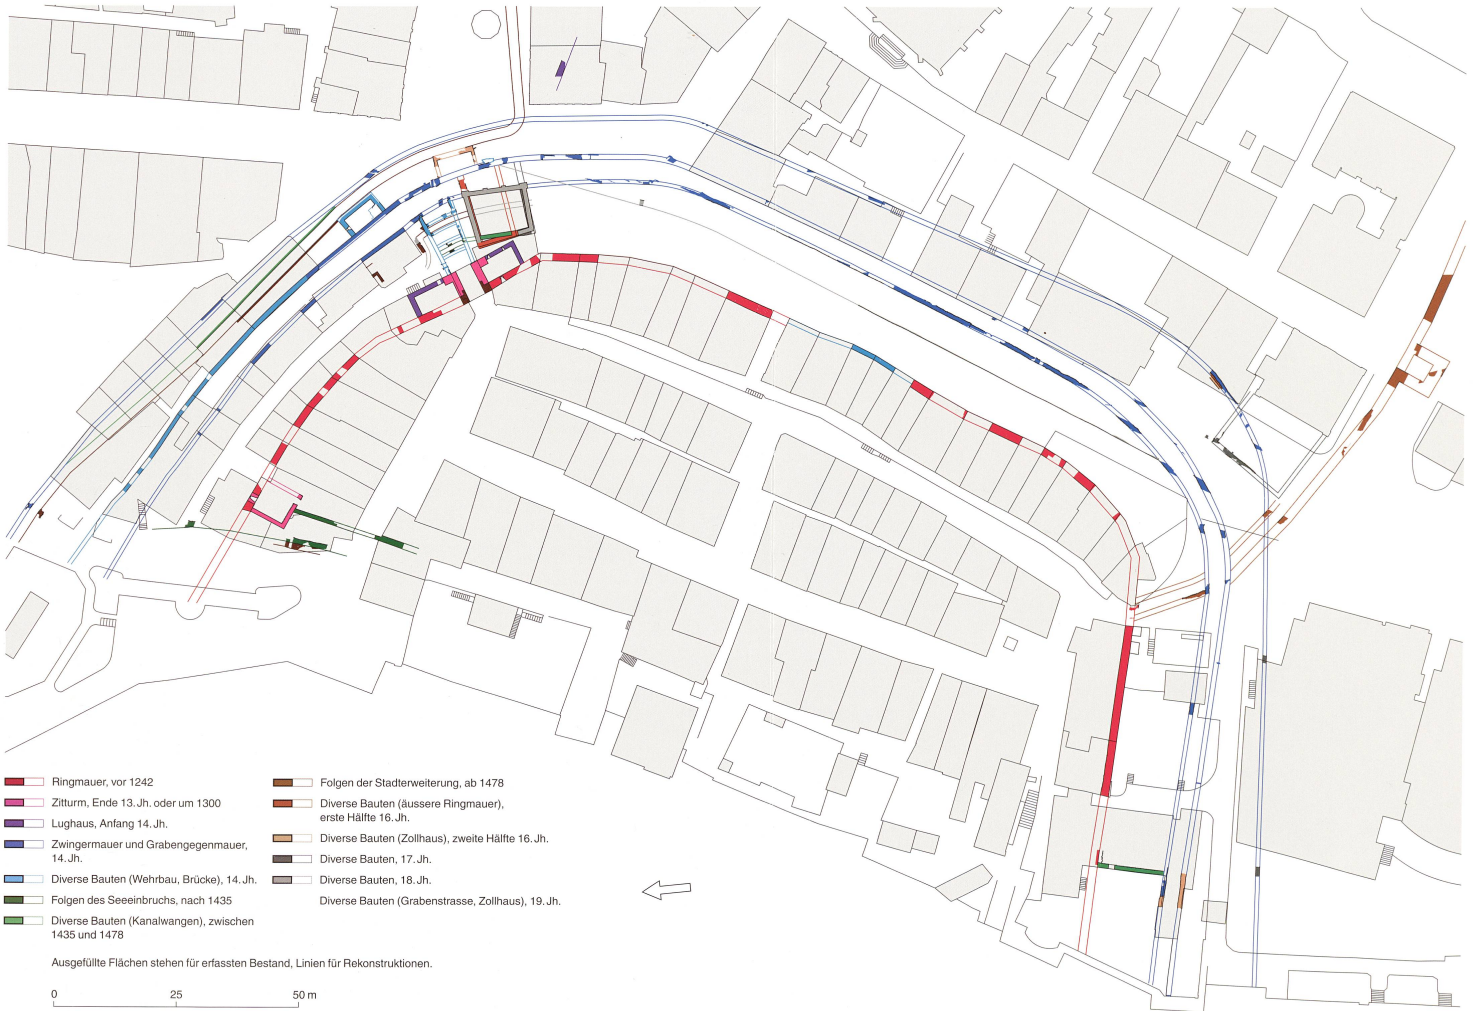 Ringmauer, vor 1242
Zitturm, Ende 13. Jh. oder um 1300
Lughaus, Anfang 14. Jh.
Zwingermauer und Grabengegenmauer,
14. Jh.
Diverse Bauten (Wehrbau, Brücke), 14. Jh.
Folgen des Seeeinbruchs, nach 1435
Diverse Bauten (Kanalwangen), zwischen
1435 und 1478
Folgen der Stadterweiterung, ab 1478
Diverse Bauten (äussere Ringmauer),
erste Hälfte 16. Jh.
Diverse Bauten (Zollhaus), zweite Hälfte 16. Jh.
Diverse Bauten, 17. Jh.
Diverse Bauten, 18. Jh.
Diverse Bauten (Grabenstrasse, Zollhaus), 19. Jh.
Ausgefüllte Flächen stehen für erfassten Bestand, Linien für Rekonstruktionen.
0 25 50 m